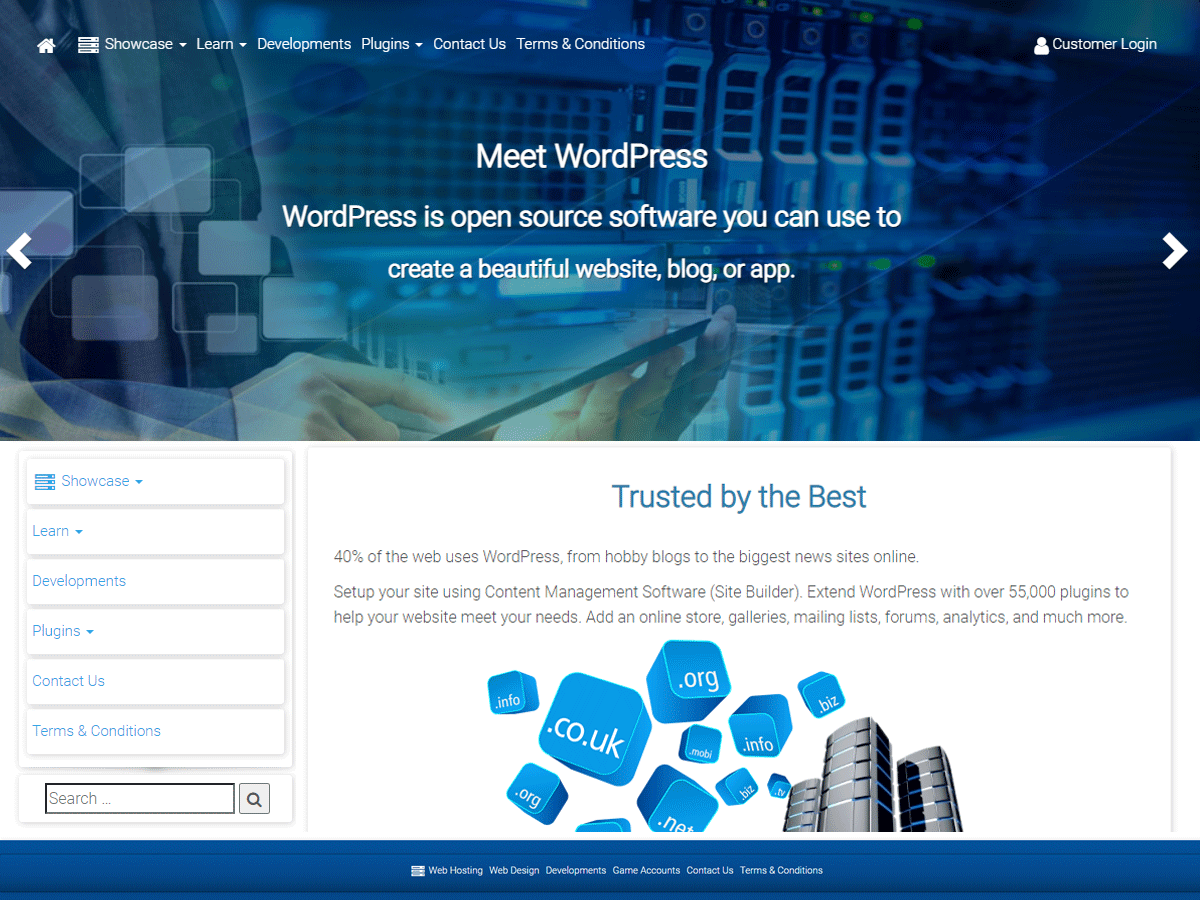 Showcase Learn Developments Plugins Contact Us Terms & Conditions Customer Login
Meet WordPress
WordPress is open source software you can use to
create a beautiful website, blog, or app.
Showcase
Learn
Developments
Plugins
Contact Us
Terms & Conditions
Search ...
Trusted by the Best
40% of the web uses WordPress, from hobby blogs to the biggest news sites online.
Setup your site using Content Management Software (Site Builder). Extend WordPress with over 55,000 plugins to
help your website meet your needs. Add an online store, galleries, mailing lists, forums, analytics, and much more.
.info
.co.uk
.org
.biz
.mobi
.info
.org
.net
.biz
.tv
Web Hosting Web Design Developments Game Accounts Contact Us Terms & Conditions